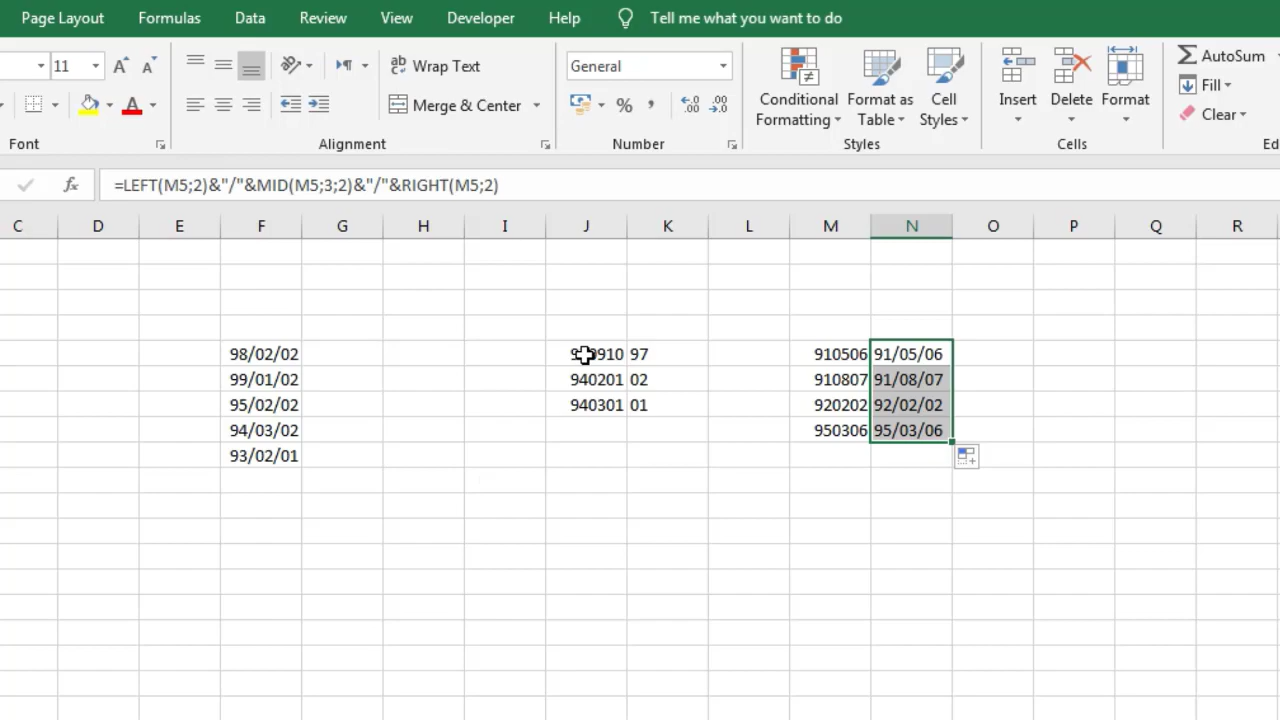 Page Layout Formulas Data Review View Developer Help Tell me what you want to do
11 A A ab Wrap Text General
Merge & Center % , .00 .00
Conditional Formatting
Format as Table
Cell Styles
Insert Delete Format
AutoSum
Fill
Clear
Font Alignment Number Styles Cells Ed
fx =LEFT(M5;2)&"/"&MID(M5;3;2)&"/"&RIGHT(M5;2)
C D E F G H I J K L M N O P Q R
98/02/02 910 97 910506 91/05/06
99/01/02 940201 02 910807 91/08/07
95/02/02 940301 01 920202 92/02/02
94/03/02 950306 95/03/06
93/02/01